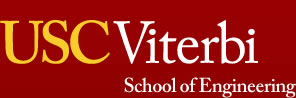 USC Viterbi
School of Engineering